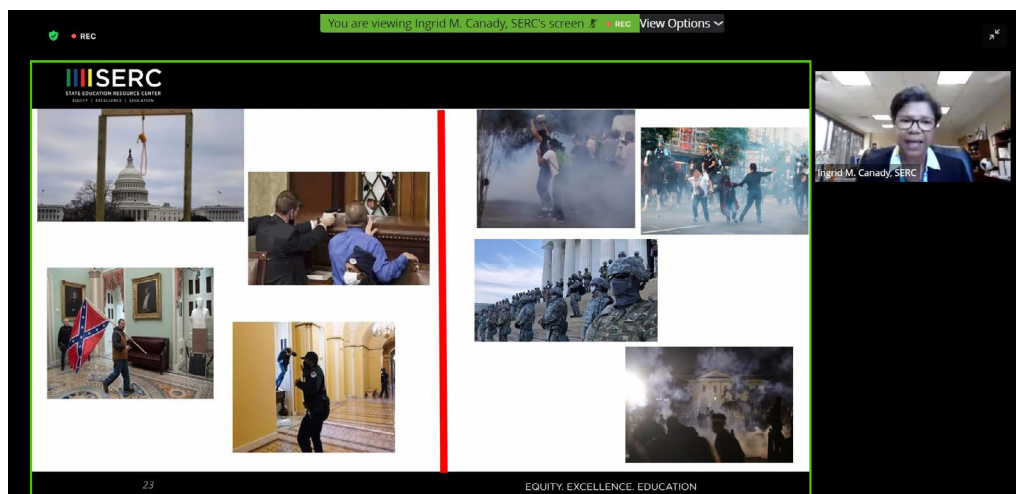 You are viewing Ingrid M. Canady, SERC's screen REC View Options
REC
SERC
STATE EDUCATION RESOURCE CENTER
EQUITY | EXCELLENCE | EDUCATION
Ingrid M. Canady, SERC
23
EQUITY. EXCELLENCE. EDUCATION